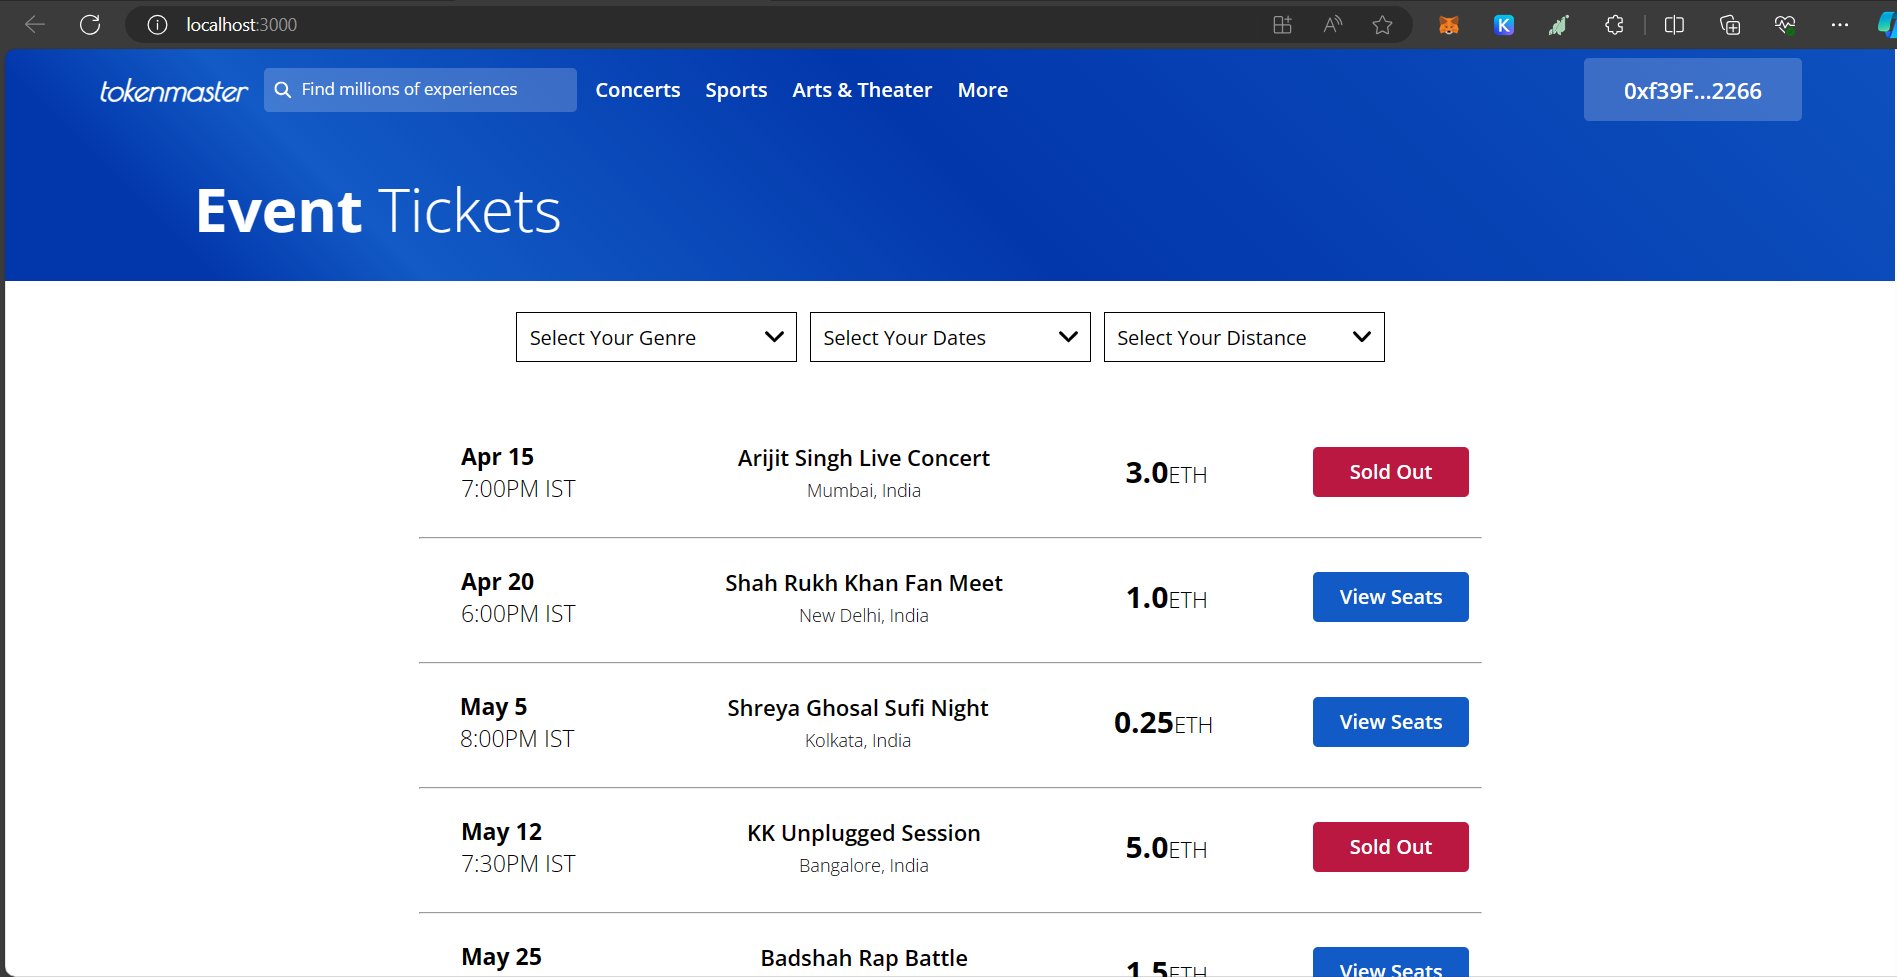 localhost:3000
tokenmaster
Find millions of experiences
Concerts
Sports
Arts & Theater
More
0xf39F...2266
Event Tickets
Select Your Genre
Select Your Dates
Select Your Distance
Apr 15
7:00PM IST
Arijit Singh Live Concert
Mumbai, India
3.0ETH
Sold Out
Apr 20
6:00PM IST
Shah Rukh Khan Fan Meet
New Delhi, India
1.0ETH
View Seats
May 5
8:00PM IST
Shreya Ghosal Sufi Night
Kolkata, India
0.25ETH
View Seats
May 12
7:30PM IST
KK Unplugged Session
Bangalore, India
5.0ETH
Sold Out
May 25
Badshah Rap Battle
1.5ETH
View Seats